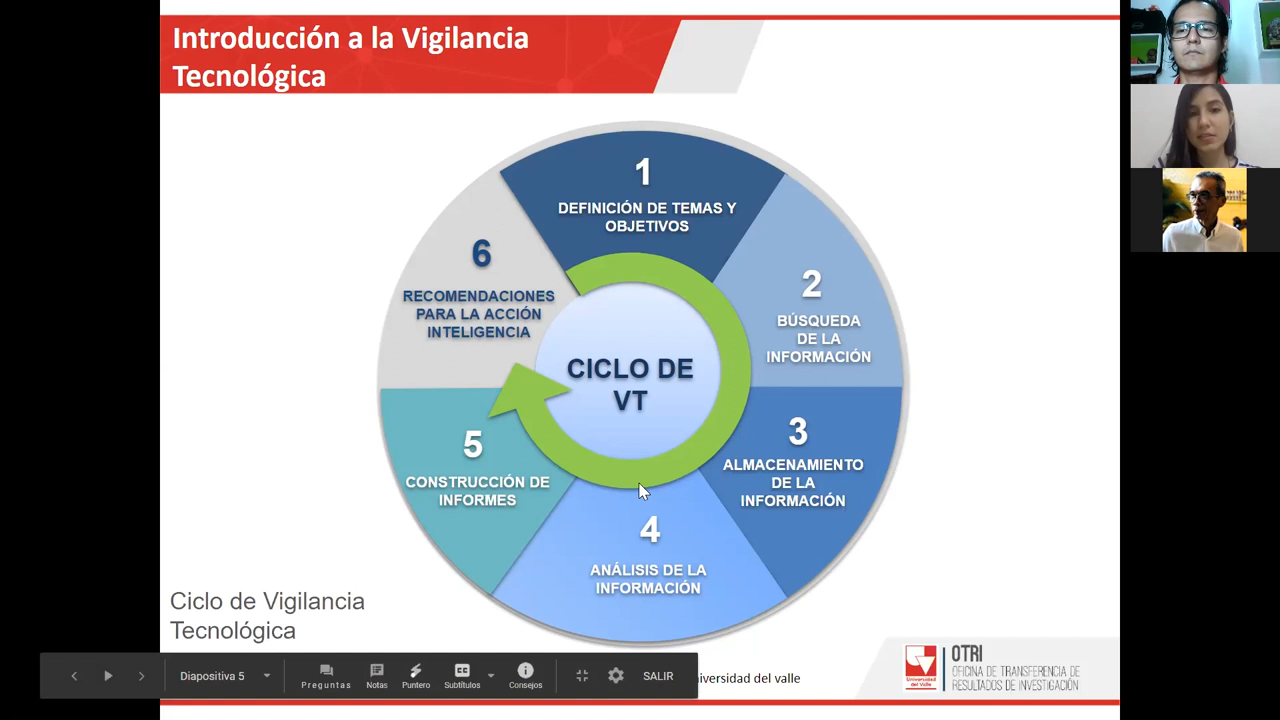 Introducción a la Vigilancia
Tecnológica
1
DEFINICIÓN DE TEMAS Y
OBJETIVOS
2
BÚSQUEDA
DE LA
INFORMACIÓN
3
ALMACENAMIENTO
DE LA
INFORMACIÓN
4
ANÁLISIS DE LA
INFORMACIÓN
5
CONSTRUCCIÓN DE
INFORMES
6
RECOMENDACIONES
PARA LA ACCIÓN
INTELIGENCIA
CICLO DE
VT
Ciclo de Vigilancia
Tecnológica
Diapositiva 5
Preguntas
Notas
Puntero
Subtítulos
Consejos
SALIR
del valle
Universidad
del Valle
OTRI
OFICINA DE TRANSFERENCIA DE
RESULTADOS DE INVESTIGACIÓN